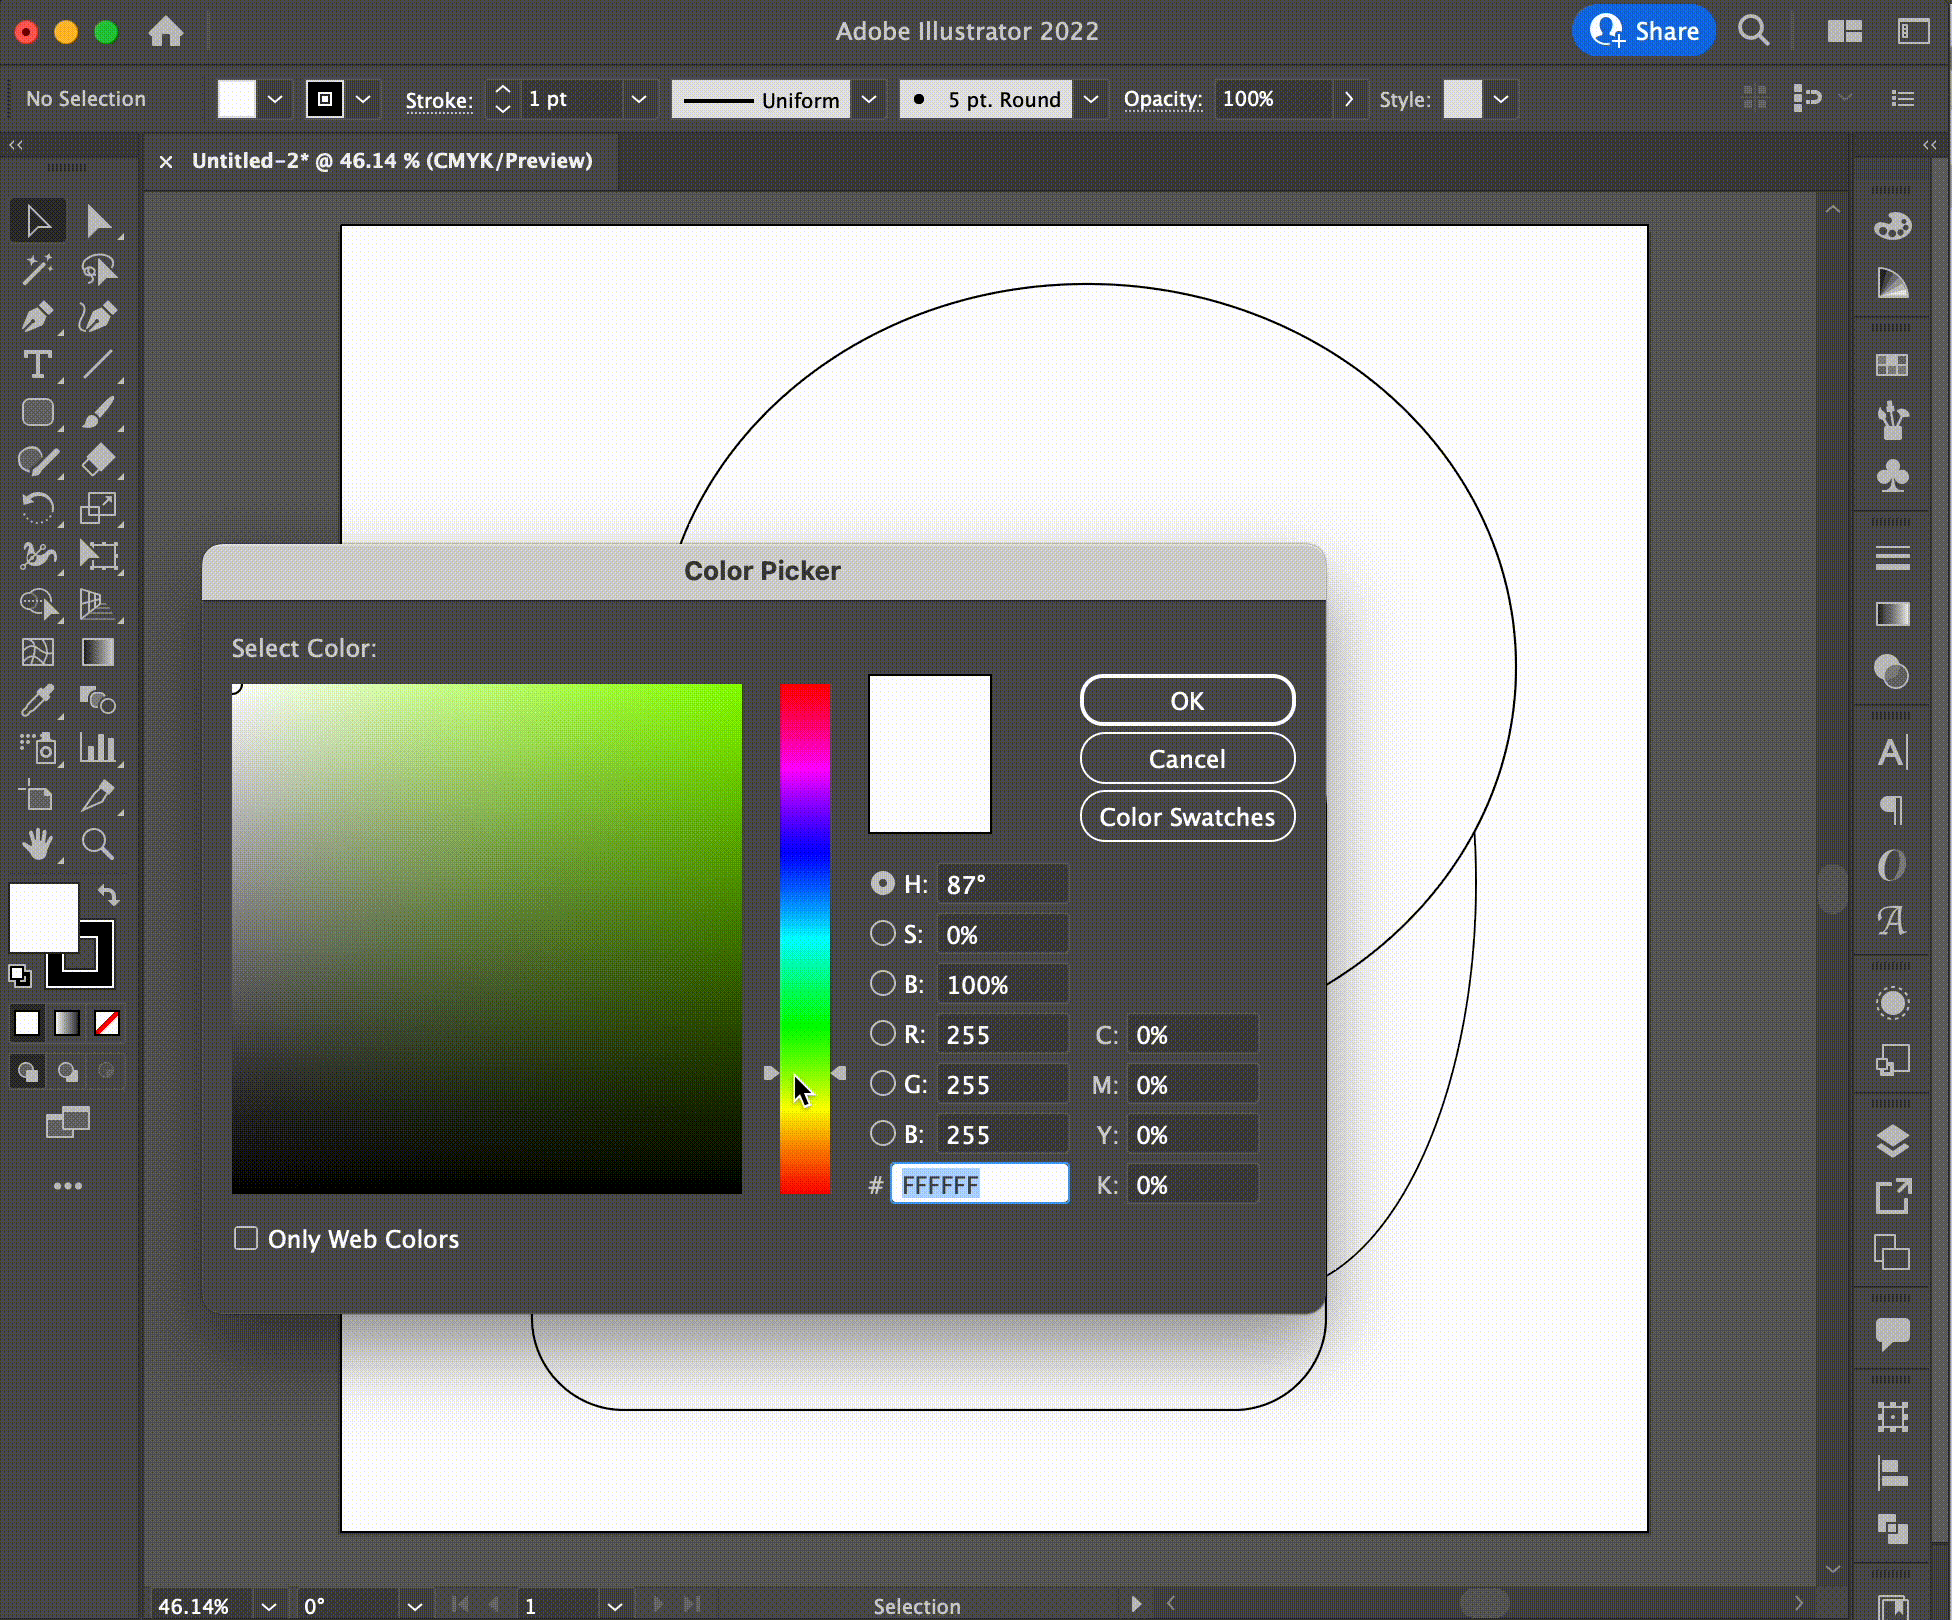 Adobe Illustrator 2022
Share
No Selection
Stroke: 1 pt Uniform 5 pt. Round Opacity: 100% Style:
Untitled-2* @ 46.14 % (CMYK/Preview)
Color Picker
Select Color:
OK
Cancel
Color Swatches
H: 87°
S: 0%
B: 100%
R: 255 C: 0%
G: 255 M: 0%
B: 255 Y: 0%
# FFFFFF K: 0%
Only Web Colors
46.14% 0° 1 Selection